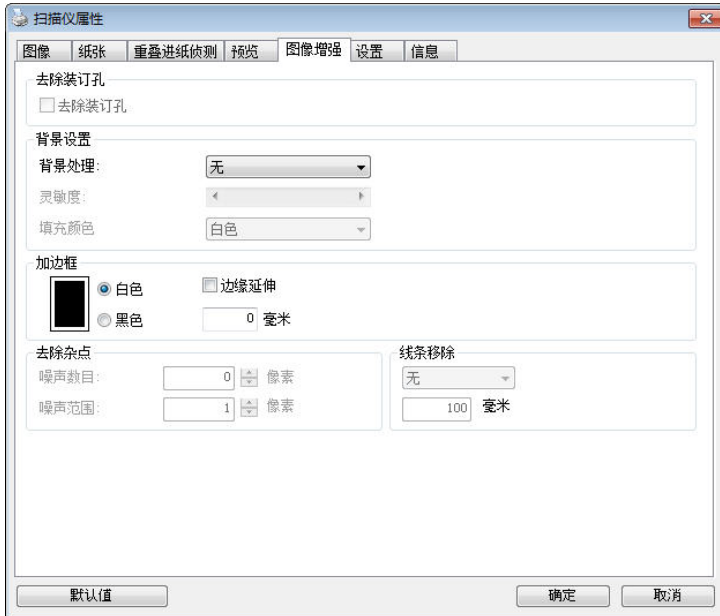 扫描仪属性
图像 纸张 重叠进纸侦测 预览 图像增强 设置 信息
去除装订孔
去除装订孔
背景设置
背景处理: 无
灵敏度:
填充颜色 白色
加边框
白色 边缘延伸
黑色 0 毫米
去除杂点 线条移除
噪声数目: 0 像素 无
噪声范围: 1 像素 100 毫米
默认值 确定 取消